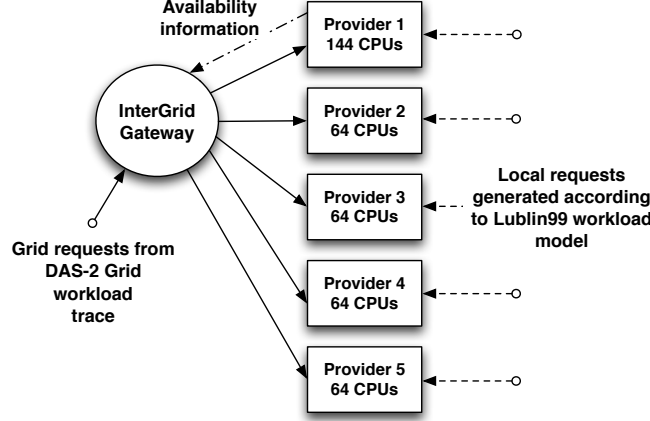 Availability
information
Provider 1
144 CPUs
InterGrid
Gateway
Provider 2
64 CPUs
Provider 3
64 CPUs
Local requests
generated according
to Lublin99 workload
model
Grid requests from
DAS-2 Grid
workload
trace
Provider 4
64 CPUs
Provider 5
64 CPUs